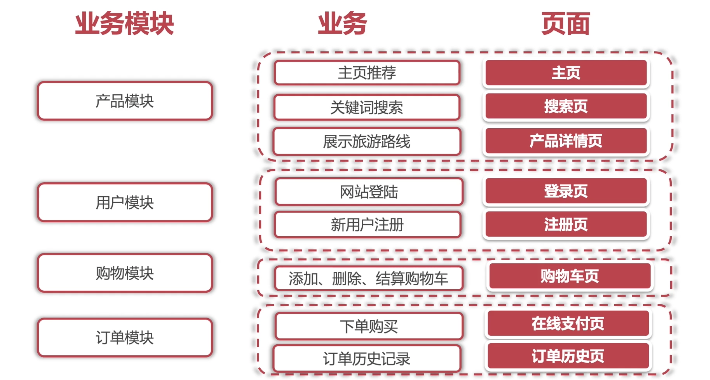 业务模块 业务 页面
产品模块
主页推荐 主页
关键词搜索 搜索页
展示旅游路线 产品详情页
用户模块
网站登陆 登录页
新用户注册 注册页
购物模块
添加、删除、结算购物车 购物车页
订单模块
下单购买 在线支付页
订单历史记录 订单历史页